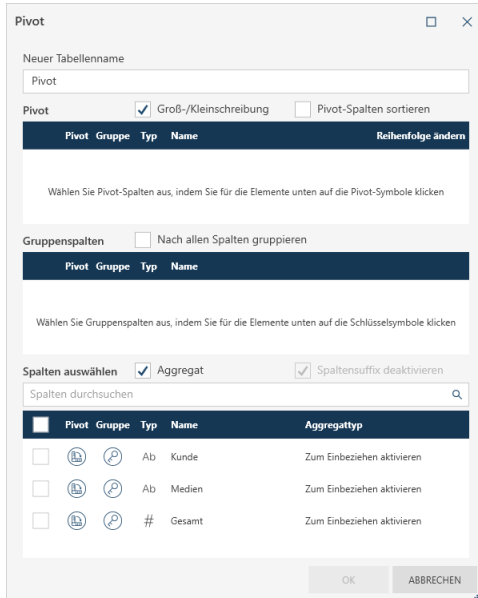 Pivot
Neuer Tabellenname
Pivot
Pivot Groß-/Kleinschreibung Pivot-Spalten sortieren
Pivot Gruppe Typ Name Reihenfolge ändern
Wählen Sie Pivot-Spalten aus, indem Sie für die Elemente unten auf die Pivot-Symbole klicken
Gruppenspalten Nach allen Spalten gruppieren
Pivot Gruppe Typ Name
Wählen Sie Gruppenspalten aus, indem Sie für die Elemente unten auf die Schlüsselsymbole klicken
Spalten auswählen Aggregat Spaltensuffix deaktivieren
Spalten durchsuchen
Pivot Gruppe Typ Name Aggregattyp
Ab Kunde Zum Einbeziehen aktivieren
Ab Medien Zum Einbeziehen aktivieren
# Gesamt Zum Einbeziehen aktivieren
OK ABBRECHEN